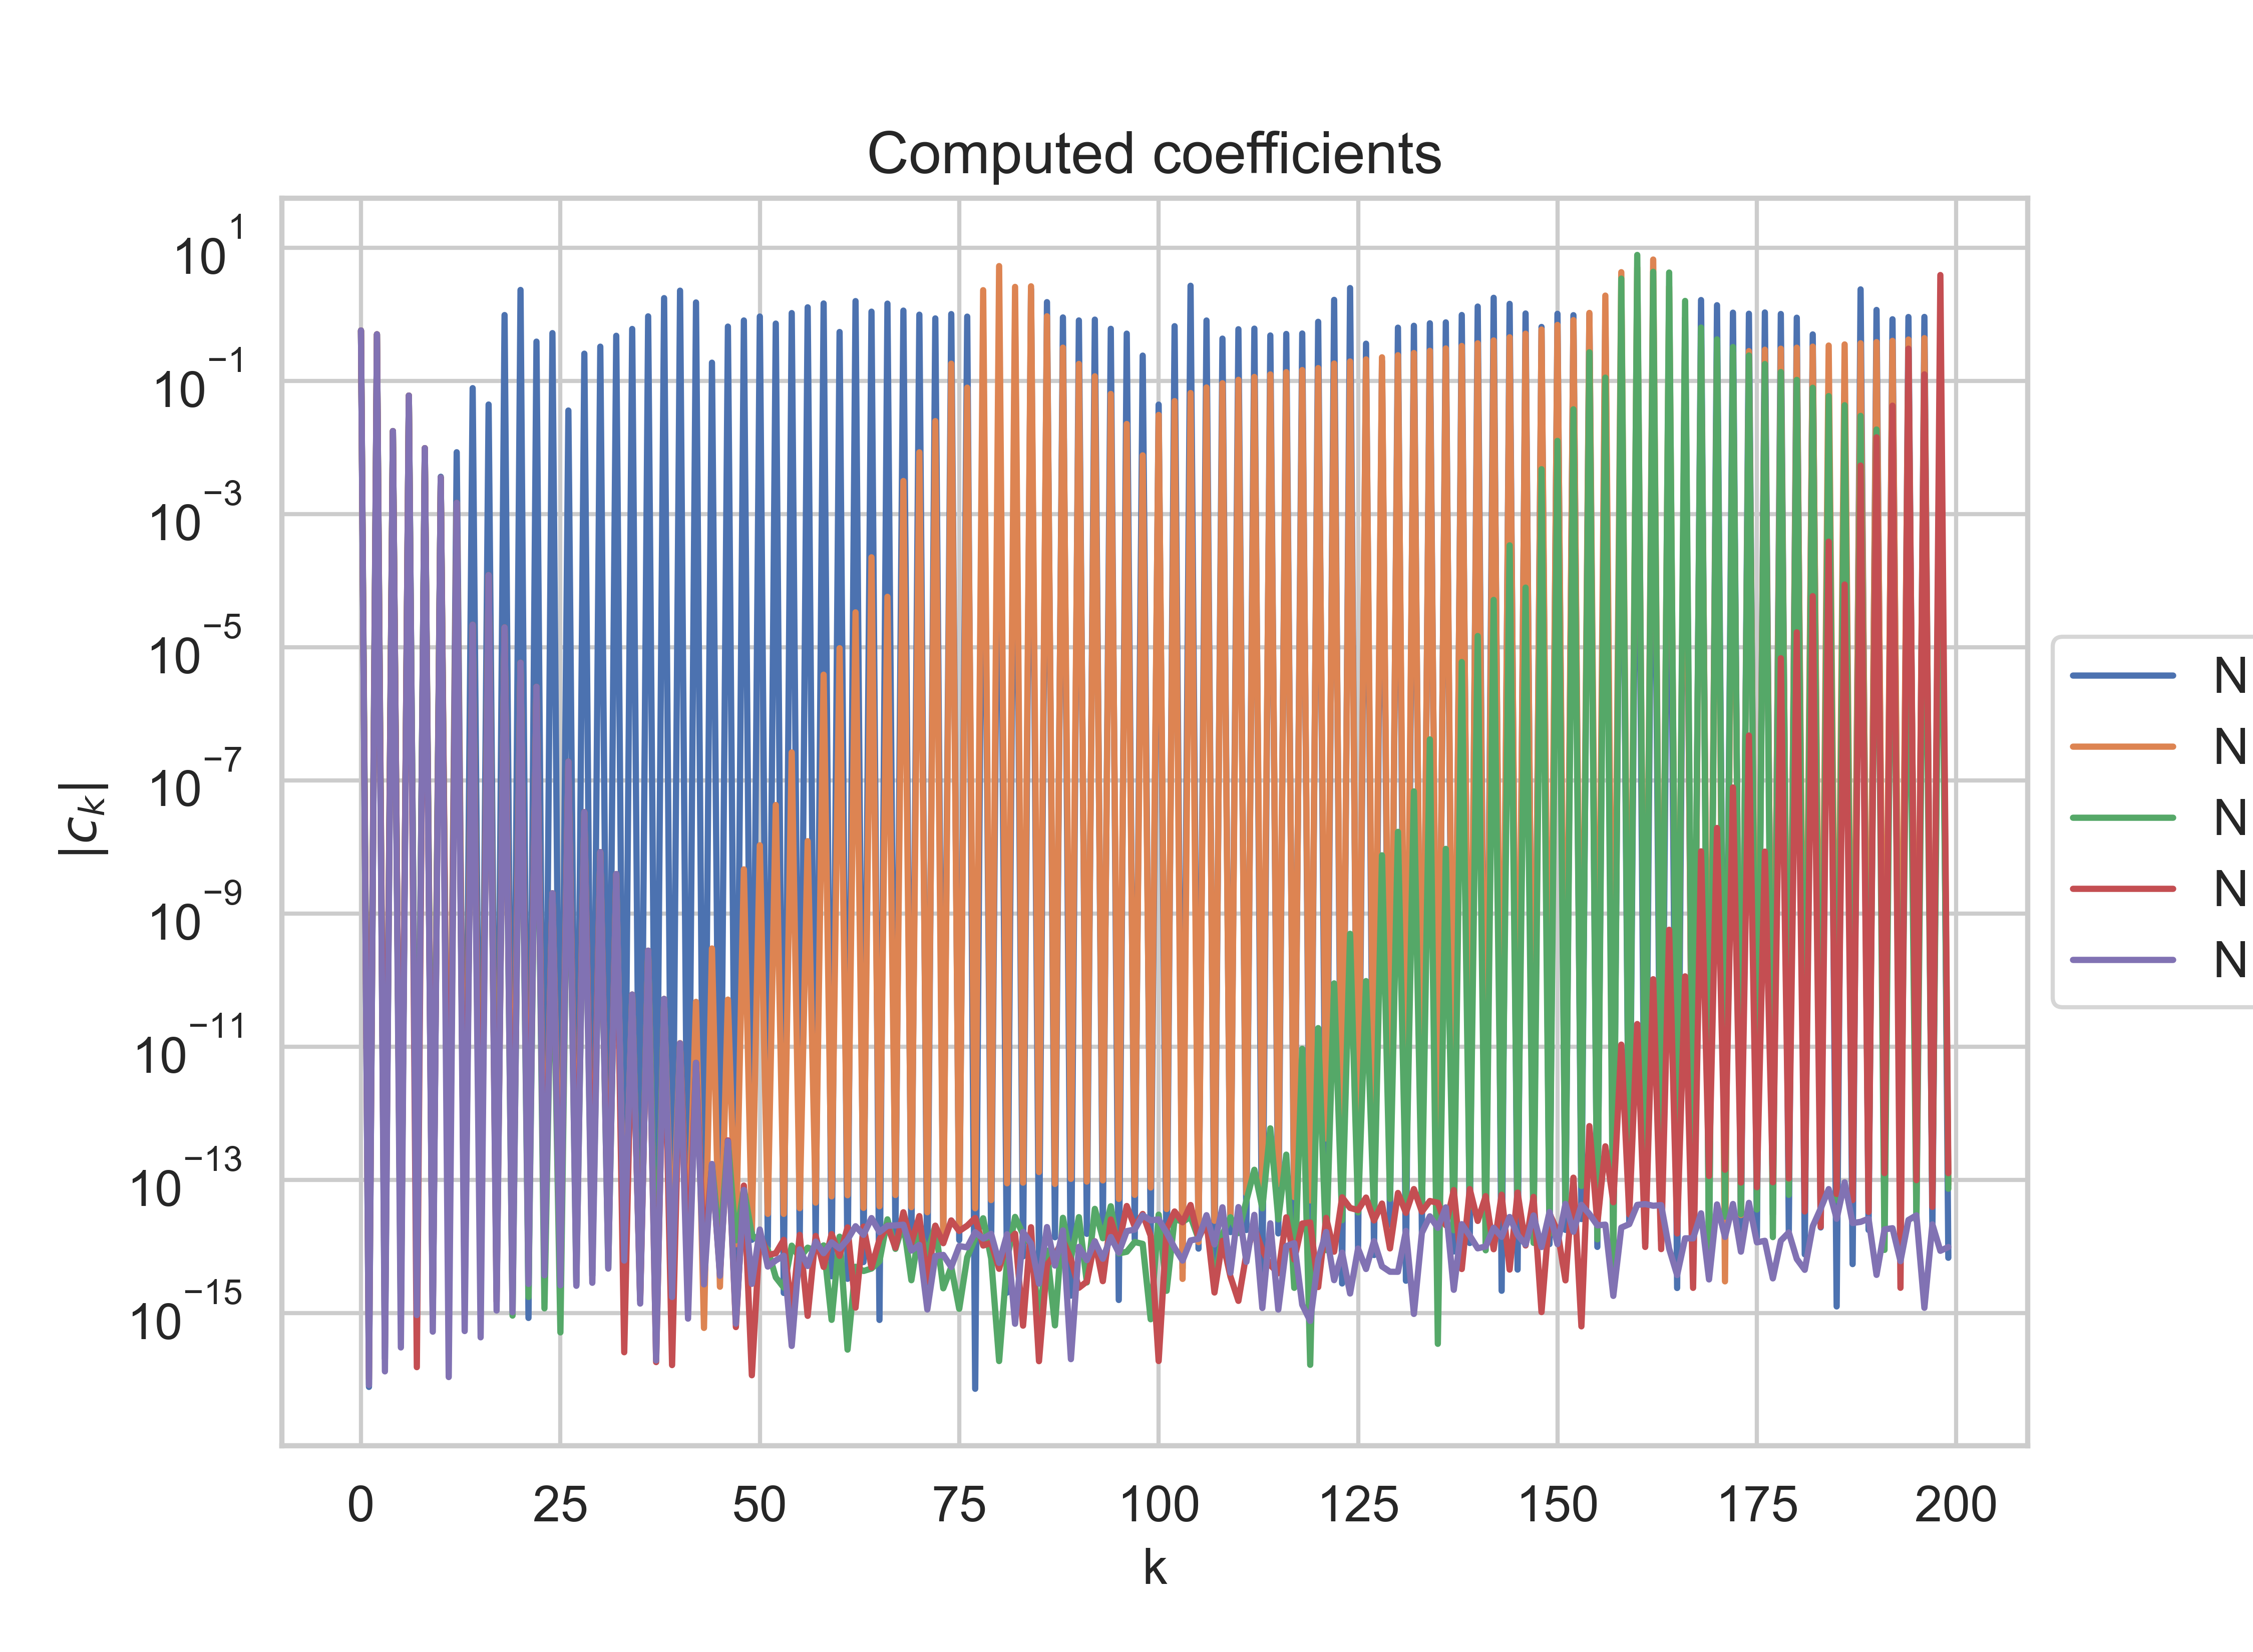 Computed coefficients
10^1
10^−1
10^−3
10^−5
10^−7
10^−9
10^−11
10^−13
10^−15
|c_k|
0 25 50 75 100 125 150 175 200
k
N
N
N
N
N